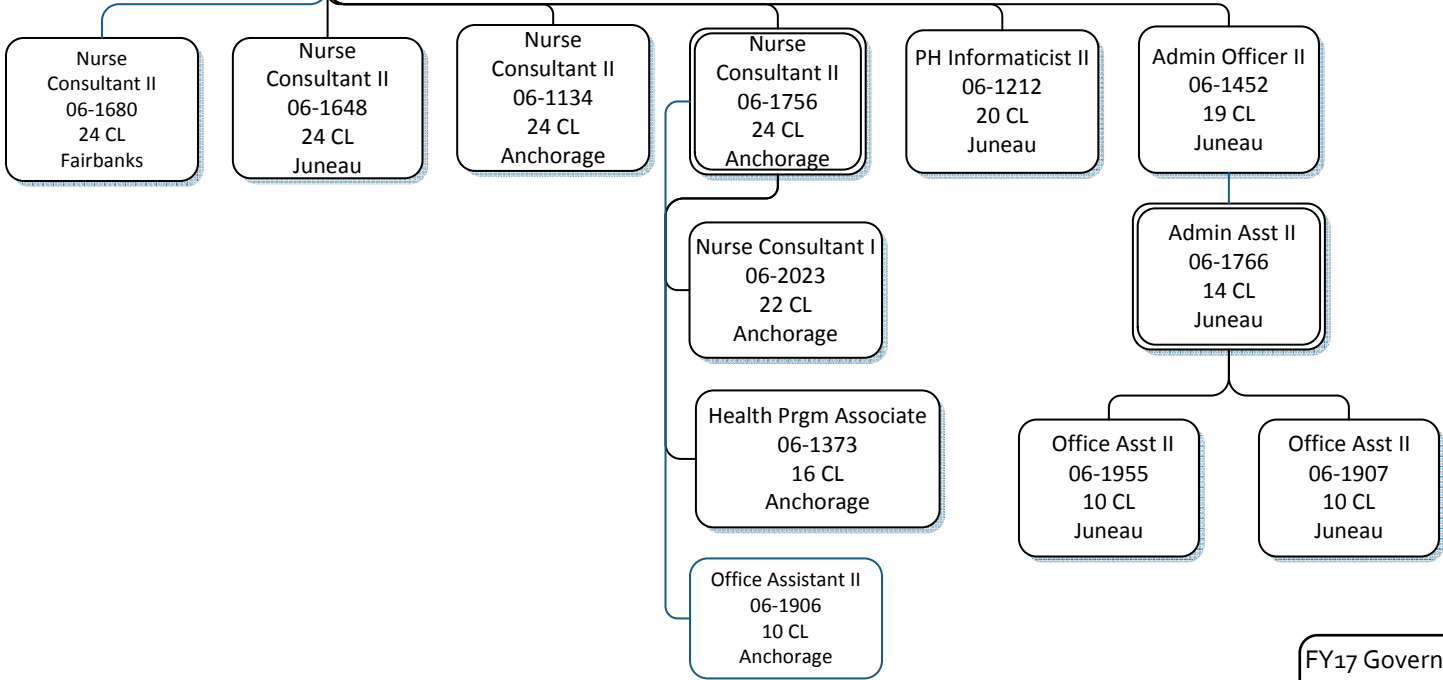 Nurse
Consultant II
06-1680
24 CL
Fairbanks
Nurse
Consultant II
06-1648
24 CL
Juneau
Nurse
Consultant II
06-1134
24 CL
Anchorage
Nurse
Consultant II
06-1756
24 CL
Anchorage
PH Informaticist II
06-1212
20 CL
Juneau
Admin Officer II
06-1452
19 CL
Juneau
Nurse Consultant I
06-2023
22 CL
Anchorage
Admin Asst II
06-1766
14 CL
Juneau
Health Prgm Associate
06-1373
16 CL
Anchorage
Office Asst II
06-1955
10 CL
Juneau
Office Asst II
06-1907
10 CL
Juneau
Office Assistant II
06-1906
10 CL
Anchorage
FY17 Govern